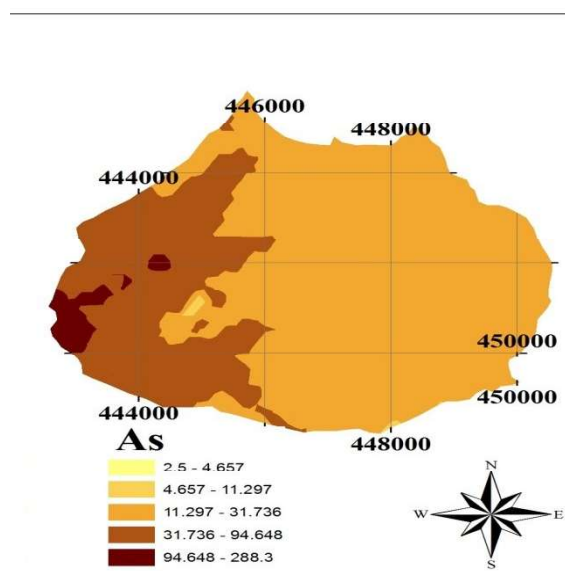 446000
448000
444000
450000
450000
444000
448000
As
2.5 - 4.657
4.657 - 11.297
11.297 - 31.736
31.736 - 94.648
94.648 - 288.3
N
W E
S